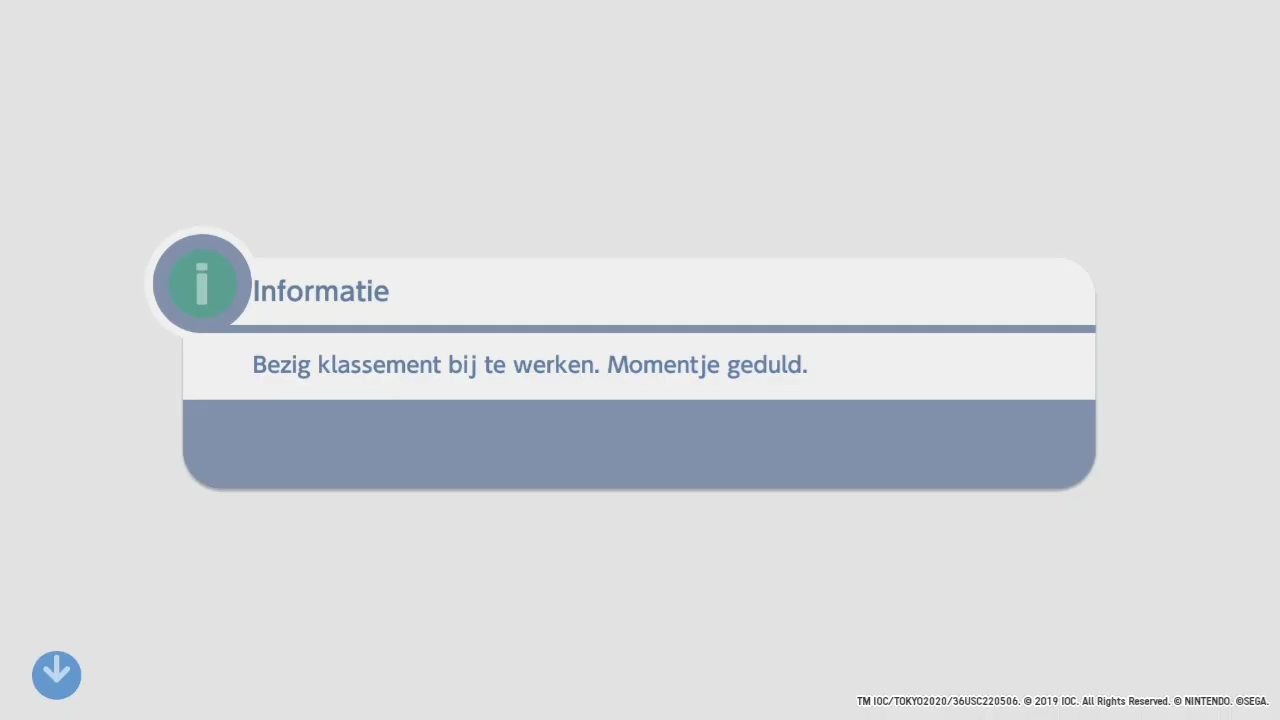 Informatie
Bezig klassement bij te werken. Momentje geduld.
TM IOC/TOKYO2020/36USC220506. © 2019 IOC. All Rights Reserved. © NINTENDO. ©SEGA.